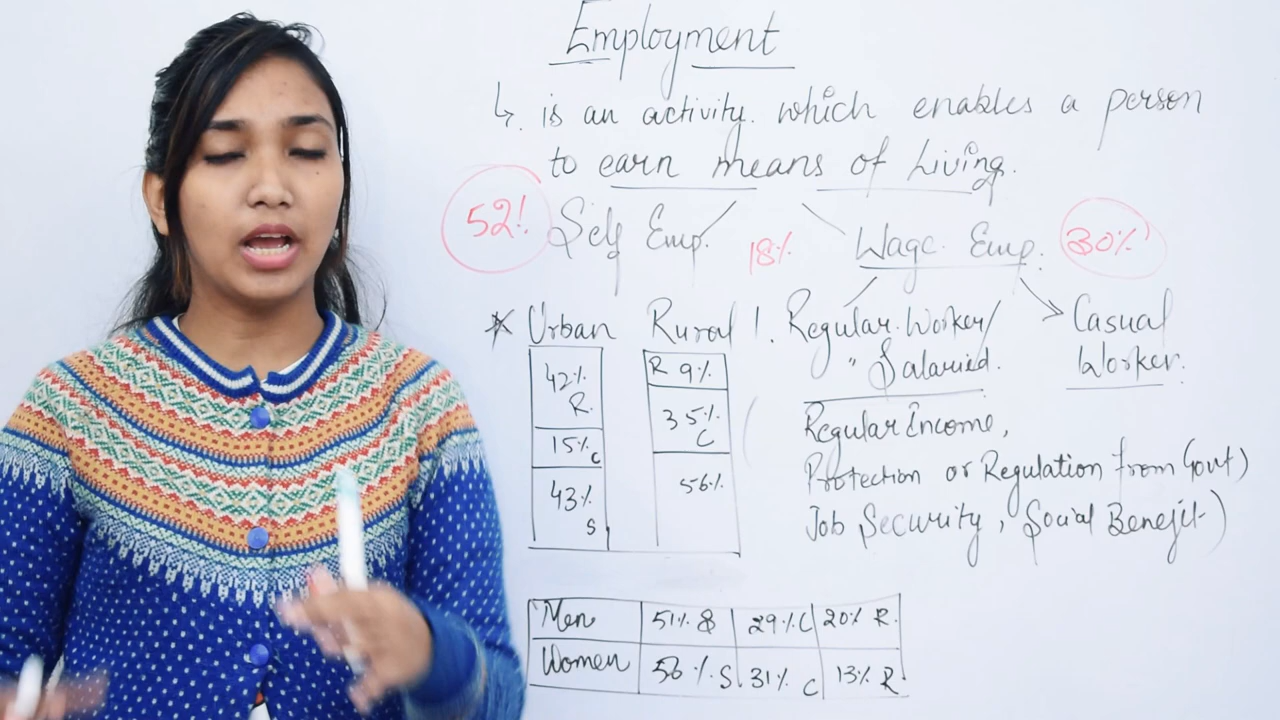 Employment
↳ is an activity which enables a person
to earn means of Living.
52% Self Emp. 18% Wage Emp. 30%
* Urban Rural
42% R.
15% C
43% S
R 9%
35% C
56%
Regular Worker/
" Salaried.
Casual
Worker.
Regular Income,
Protection or Regulation from Govt)
Job Security, Social Benefit)
Men 51% S 29% C 20% R.
Women 56% S 31% C 13% R